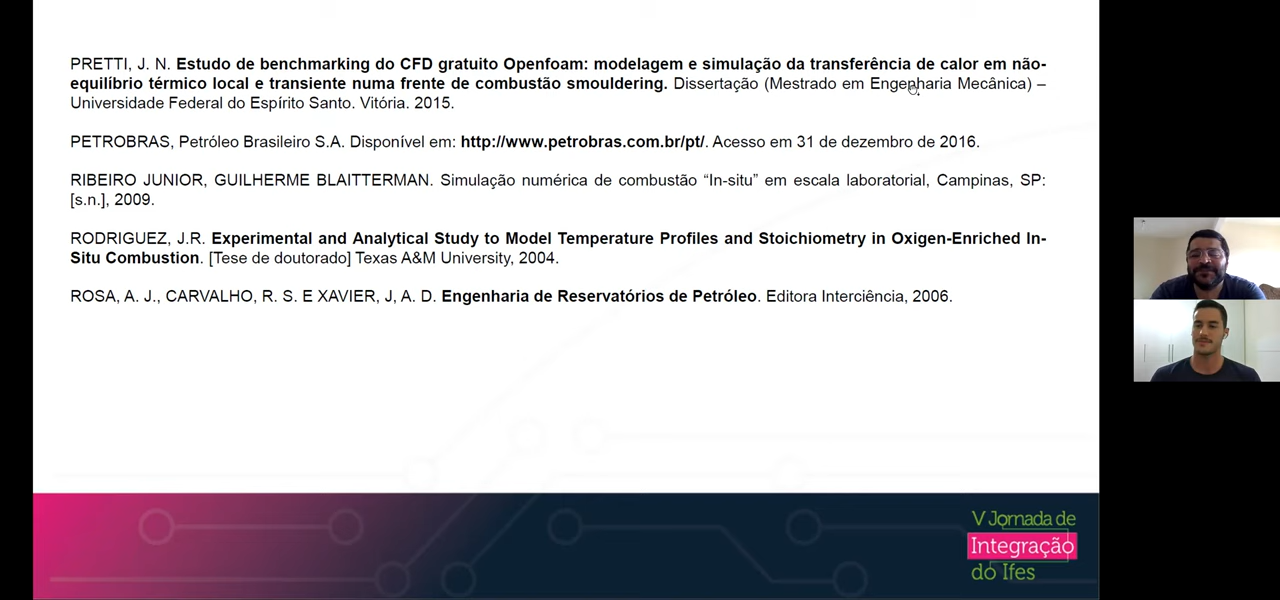 PRETTI, J. N. Estudo de benchmarking do CFD gratuito Openfoam: modelagem e simulação da transferência de calor em não-
equilíbrio térmico local e transiente numa frente de combustão smouldering. Dissertação (Mestrado em Engenharia Mecânica) –
Universidade Federal do Espírito Santo. Vitória. 2015.
PETROBRAS, Petróleo Brasileiro S.A. Disponível em: http://www.petrobras.com.br/pt/. Acesso em 31 de dezembro de 2016.
RIBEIRO JUNIOR, GUILHERME BLAITTERMAN. Simulação numérica de combustão “In-situ” em escala laboratorial, Campinas, SP:
[s.n.], 2009.
RODRIGUEZ, J.R. Experimental and Analytical Study to Model Temperature Profiles and Stoichiometry in Oxigen-Enriched In-
Situ Combustion. [Tese de doutorado] Texas A&M University, 2004.
ROSA, A. J., CARVALHO, R. S. E XAVIER, J, A. D. Engenharia de Reservatórios de Petróleo. Editora Interciência, 2006.
V Jornada de
Integração
do Ifes